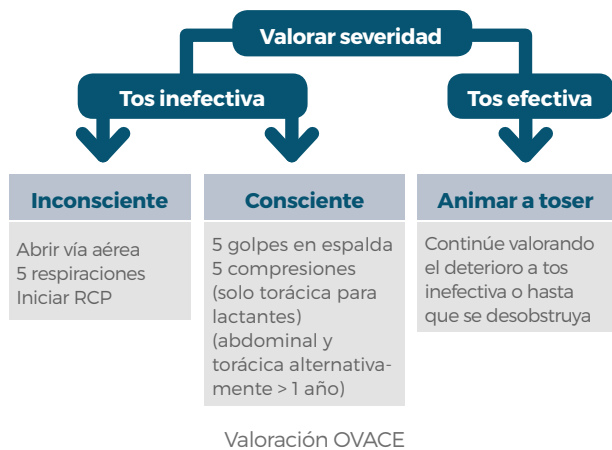 Valorar severidad
Tos inefectiva
Tos efectiva
Inconsciente
Abrir vía aérea
5 respiraciones
Iniciar RCP
Consciente
5 golpes en espalda
5 compresiones
(solo torácica para
lactantes)
(abdominal y
torácica alternativa-
mente > 1 año)
Animar a toser
Continúe valorando
el deterioro a tos
inefectiva o hasta
que se desobstruya
Valoración OVACE